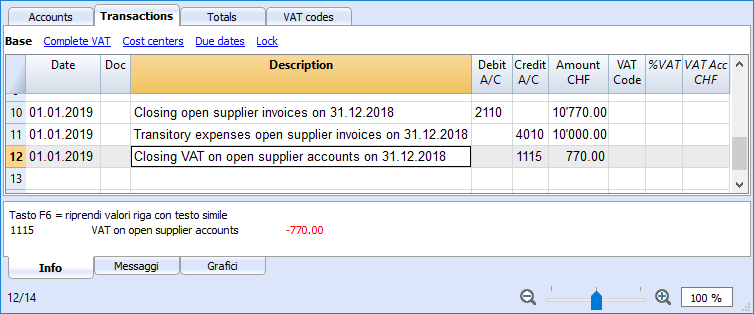 Accounts Transactions Totals VAT codes
Base Complete VAT Cost centers Due dates Lock
Date Doc Description Debit A/C Credit A/C Amount CHF VAT Code %VAT VAT Acc CHF
10 01.01.2019 Closing open supplier invoices on 31.12.2018 2110 10'770.00
11 01.01.2019 Transitory expenses open supplier invoices on 31.12.2018 4010 10'000.00
12 01.01.2019 Closing VAT on open supplier accounts on 31.12.2018 1115 770.00
13
Tasto F6 = riprendi valori riga con testo simile
1115 VAT on open supplier accounts -770.00
Info Messaggi Grafici
12/14 100 %